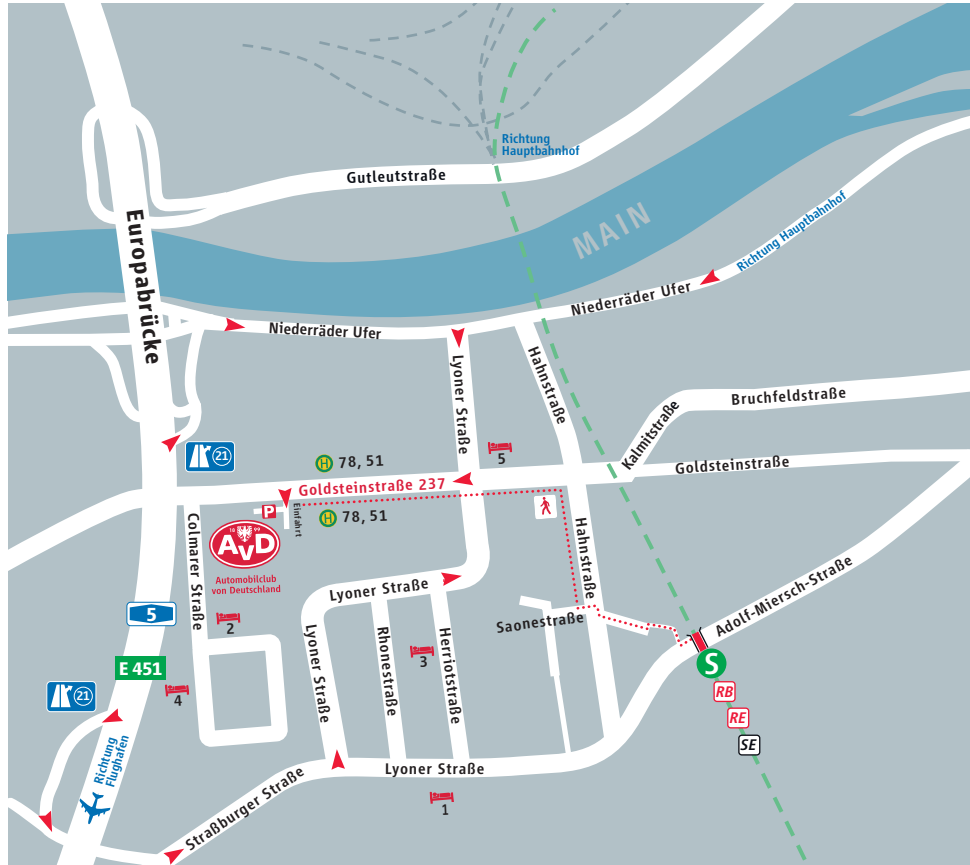 Richtung
Hauptbahnhof
Gutleutstraße
MAIN
Europabrücke
Richtung Hauptbahnhof
Niederräder Ufer
Niederräder Ufer
Lyoner Straße
Hahnstraße
Bruchfeldstraße
Kalmitstraße
21
H 78, 51
5
Goldsteinstraße
Goldsteinstraße 237
P
Einfahrt
H 78, 51
18 99
AvD
Automobilclub
von Deutschland
Colmarer Straße
Hahnstraße
Adolf-Miersch-Straße
Lyoner Straße
5
2
Saonestraße
Lyoner Straße
Rhonestraße
Herriotstraße
3
S
E 451
4
21
RB
RE
SE
Richtung
Flughafen
Lyoner Straße
Straßburger Straße
1